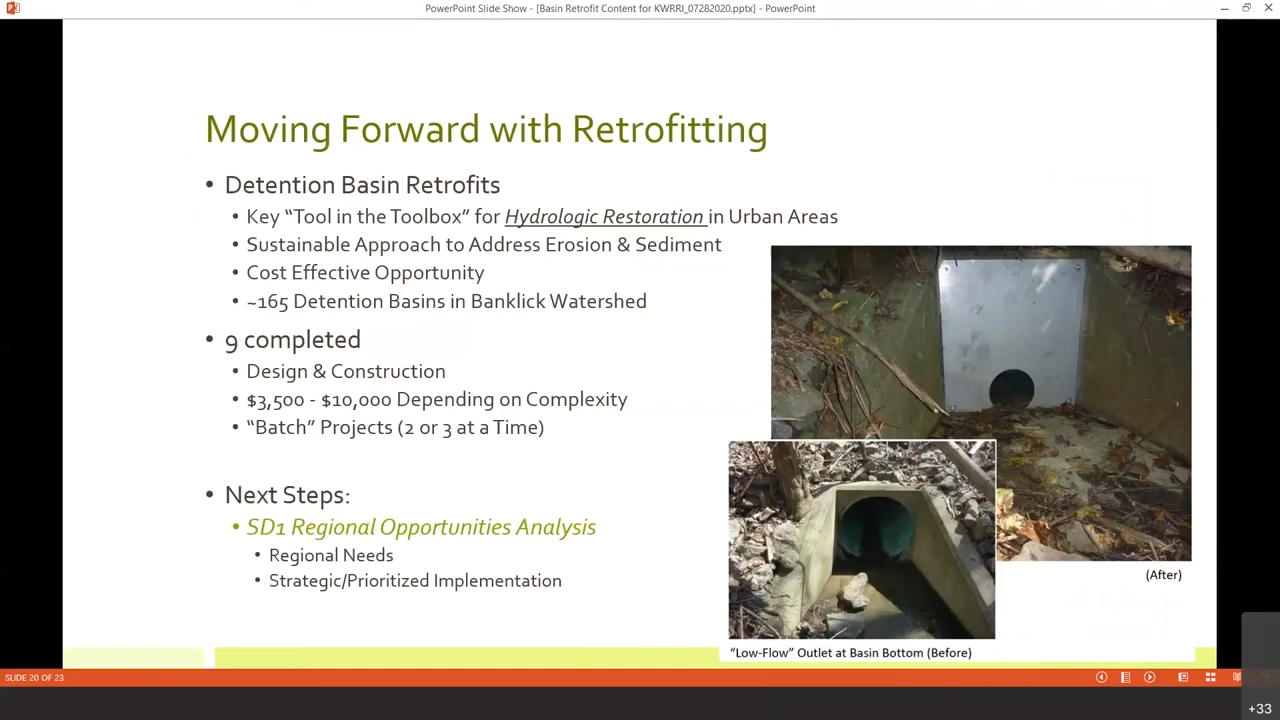 PowerPoint Slide Show - [Basin Retrofit Content for KWRRI_07282020.pptx] - PowerPoint
Moving Forward with Retrofitting
• Detention Basin Retrofits
• Key “Tool in the Toolbox” for Hydrologic Restoration in Urban Areas
• Sustainable Approach to Address Erosion & Sediment
• Cost Effective Opportunity
• ~165 Detention Basins in Banklick Watershed
• 9 completed
• Design & Construction
• $3,500 - $10,000 Depending on Complexity
• “Batch” Projects (2 or 3 at a Time)
• Next Steps:
• SD1 Regional Opportunities Analysis
• Regional Needs
• Strategic/Prioritized Implementation
(After)
“Low-Flow” Outlet at Basin Bottom (Before)
SLIDE 20 OF 23
+33